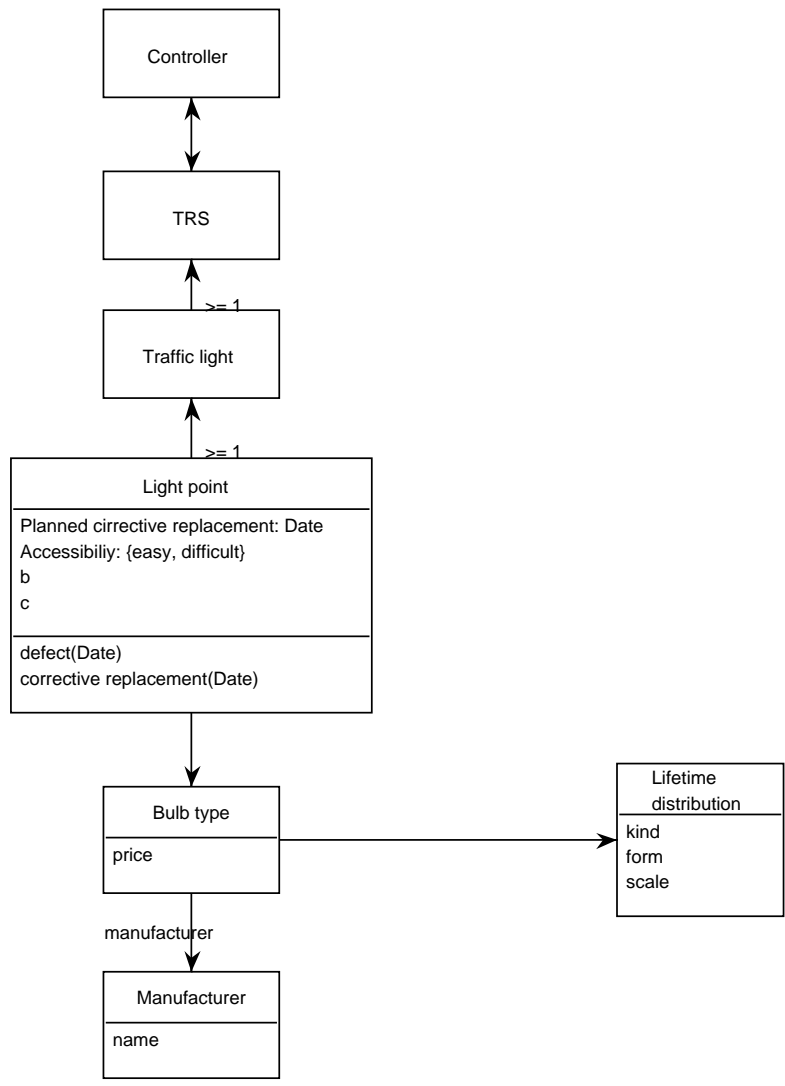 Controller
TRS
>= 1
Traffic light
>= 1
Light point
Planned cirrective replacement: Date
Accessibiliy: {easy, difficult}
b
c
defect(Date)
corrective replacement(Date)
Bulb type
price
Lifetime
distribution
kind
form
scale
manufacturer
Manufacturer
name